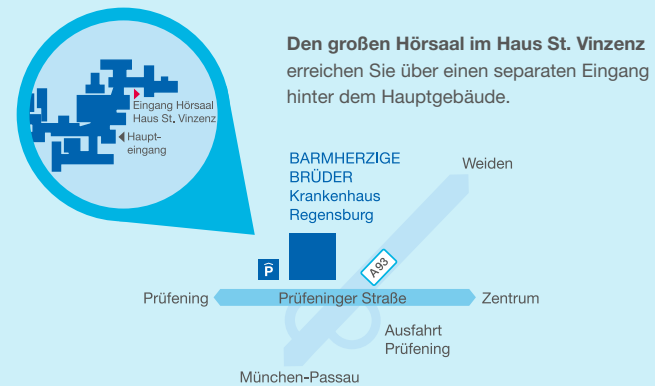 Den großen Hörsaal im Haus St. Vinzenz
erreichen Sie über einen separaten Eingang
hinter dem Hauptgebäude.
Eingang Hörsaal
Haus St. Vinzenz
Haupt-
eingang
BARMHERZIGE
BRÜDER
Krankenhaus
Regensburg
Weiden
P
A93
Prüfening
Prüfeninger Straße
Zentrum
Ausfahrt
Prüfening
München-Passau